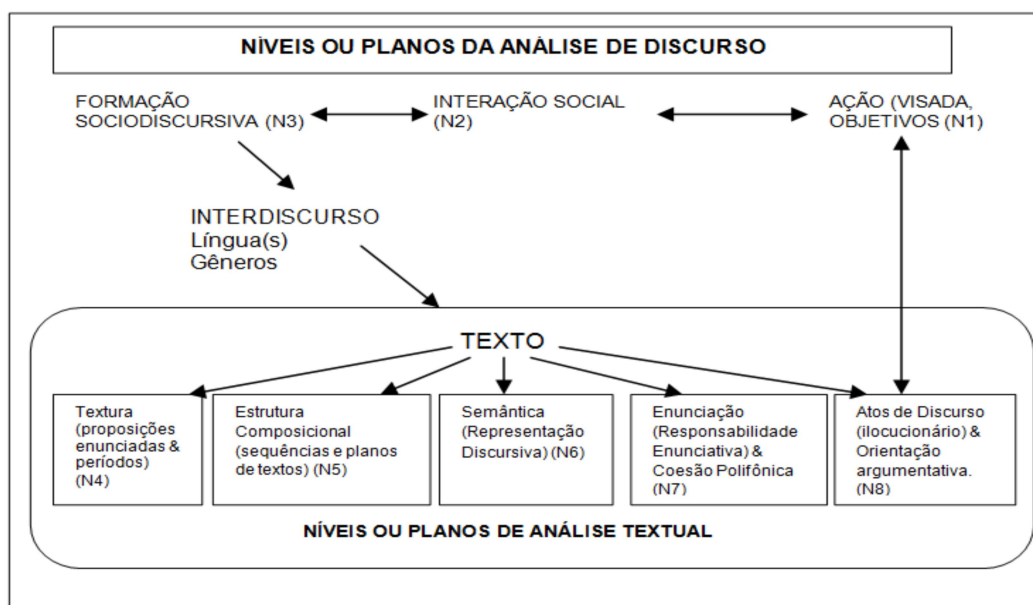 NÍVEIS OU PLANOS DA ANÁLISE DE DISCURSO
FORMAÇÃO
SOCIODISCURSIVA (N3)
INTERAÇÃO SOCIAL
(N2)
AÇÃO (VISADA,
OBJETIVOS (N1)
INTERDISCURSO
Língua(s)
Gêneros
TEXTO
Textura
(proposições
enunciadas &
períodos)
(N4)
Estrutura
Composicional
(sequências e planos
de textos) (N5)
Semântica
(Representação
Discursiva) (N6)
Enunciação
(Responsabilidade
Enunciativa) &
Coesão Polifônica
(N7)
Atos de Discurso
(ilocucionário) &
Orientação
argumentativa.
(N8)
NÍVEIS OU PLANOS DE ANÁLISE TEXTUAL